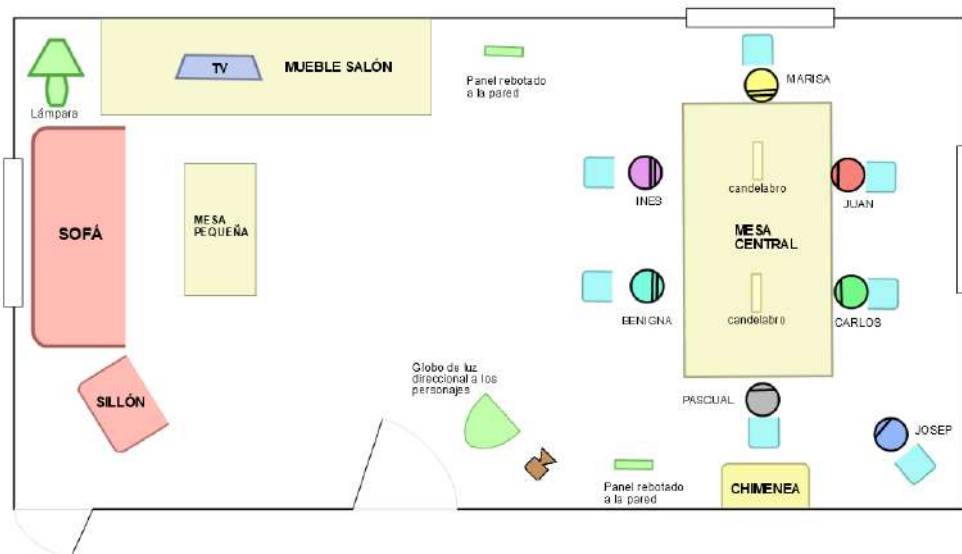 TV
MUEBLE SALÓN
Panel rebotado
a la pared
MARISA
Lámpara
candelabro
INES
JUAN
SOFÁ
MESA
PEQUEÑA
MESA
CENTRAL
BENIGNA
candelabro
CARLOS
Globo de luz
direccional a los
personajes
SILLÓN
PASCUAL
JOSEP
Panel rebotado
a la pared
CHIMENEA